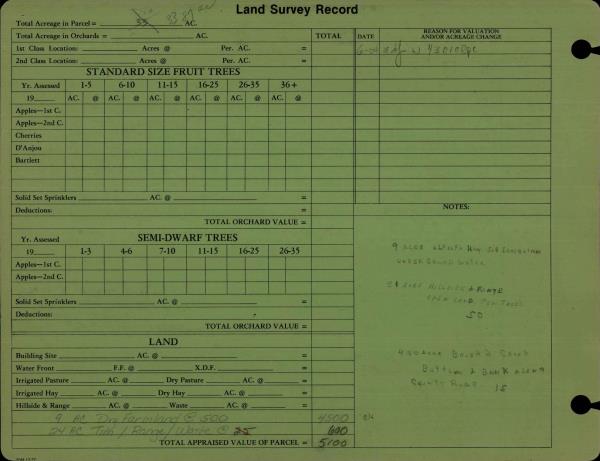 Land Survey Record
Total Acreage in Parcel = 33 AC.
Total Acreage in Orchards = AC. TOTAL DATE REASON FOR VALUATION
AND/OR ACREAGE CHANGE
1st Class Location: Acres @ Per. AC. =
2nd Class Location: Acres @ Per. AC. =
STANDARD SIZE FRUIT TREES
Yr. Assessed 1-5 6-10 11-15 16-25 26-35 36+
19 AC. @ AC. @ AC. @ AC. @ AC. @ AC. @
Apples—1st C.
Apples—2nd C.
Cherries
D'Anjou
Bartlett
Solid Set Sprinklers AC. @ =
Deductions: =
TOTAL ORCHARD VALUE =
NOTES:
SEMI-DWARF TREES
Yr. Assessed 1-3 4-6 7-10 11-15 16-25 26-35
19
Apples—1st C.
Apples—2nd C.
Solid Set Sprinklers AC. @ =
Deductions: =
TOTAL ORCHARD VALUE =
LAND
Building Site AC. @ =
Water Front F.F. @ X.D.F. =
Irrigated Pasture AC. @ Dry Pasture AC. @ =
Irrigated Hay AC. @ Dry Hay AC. @ =
Hillside & Range AC. @ Waste AC. @ =
9 AC Dry Farmland @ 500 4500
24 AC Tim / Range / Waste @ 25 600
TOTAL APPRAISED VALUE OF PARCEL = 5100
9 acre
50
15